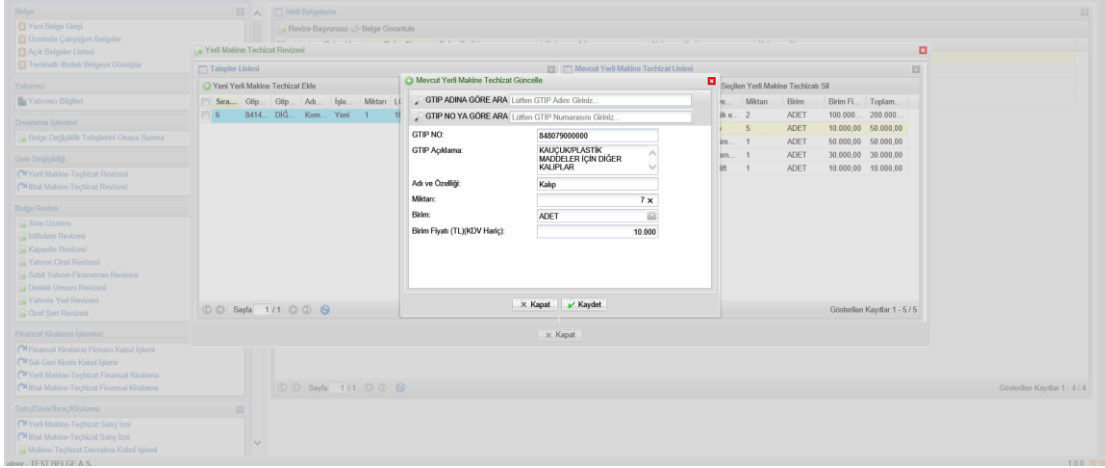 Belge
Yeni Belge Girişi
Üzerinde Çalıştığım Belgeler
Açık Belgeler Listesi
Teminatlı İthalatı Belgeye Dönüştür
Yatırımcı
Yatırımcı Bilgileri
Onaylama İşlemleri
Belge Değişiklik Taleplerini Onaya Sunma
Liste Değişikliği
Yerli Makine-Teçhizat Revizesi
İthal Makine-Teçhizat Revizesi
Belge Revize
Süre Uzatımı
İstihdam Revizesi
Kapasite Revizesi
Yatırım Cinsi Revizesi
Sabit Yatırım Finansman Revizesi
Destek Unsuru Revizesi
Yatırım Yeri Revizesi
Özel Şart Revizesi
Finansal Kiralama İşlemleri
Finansal Kiralama Firması Kabul İşlemi
Sat-Geri Kirala Kabul İşlemi
Yerli Makine-Teçhizat Finansal Kiralama
İthal Makine-Teçhizat Finansal Kiralama
Satış/Devir/İhraç/Kiralama
Yerli Makine-Teçhizat Satış İzni
İthal Makine-Teçhizat Satış İzni
Makine-Teçhizat Devralma Kabul İşlemi
TEST BELGE A.S.
Aktif Belgelerim
Revize Başvurusu Belge Goruntule
Yerli Makine Techizat Revizesi
Talepler Listesi
Yeni Yerli Makine Techizat Ekle
Sıra... Gtip... Gtip... Adı... İşle... Miktarı
6 8414... DİĞ... Kom... Yeni 1
Sayfa 1 / 1
Mevcut Yerli Makine Techizat Listesi
Seçilen Yerli Makine Techizatı Sil
Miktarı Birim Birim Fi... Toplam...
2 ADET 100.000... 200.000...
5 ADET 10.000,00 50.000,00
1 ADET 50.000,00 50.000,00
1 ADET 30.000,00 30.000,00
1 ADET 10.000,00 10.000,00
Gösterilen Kayıtlar 1 - 5 / 5
Mevcut Yerli Makine Techizat Güncelle
GTIP ADINA GÖRE ARA Lütfen GTIP Adını Giriniz...
GTIP NO YA GÖRE ARA Lütfen GTIP Numarasını Giriniz...
GTIP NO: 848079000000
GTIP Açıklama: KAUÇUK/PLASTİK
MADDELER İÇİN DİĞER
KALIPLAR
Adı ve Özelliği: Kalıp
Miktarı: 7
Birim: ADET
Birim Fiyatı (TL)(KDV Hariç): 10.000
Kapat Kaydet
Kapat
Sayfa 1 / 1
Gösterilen Kayıtlar 1 - 4 / 4
1.0.0